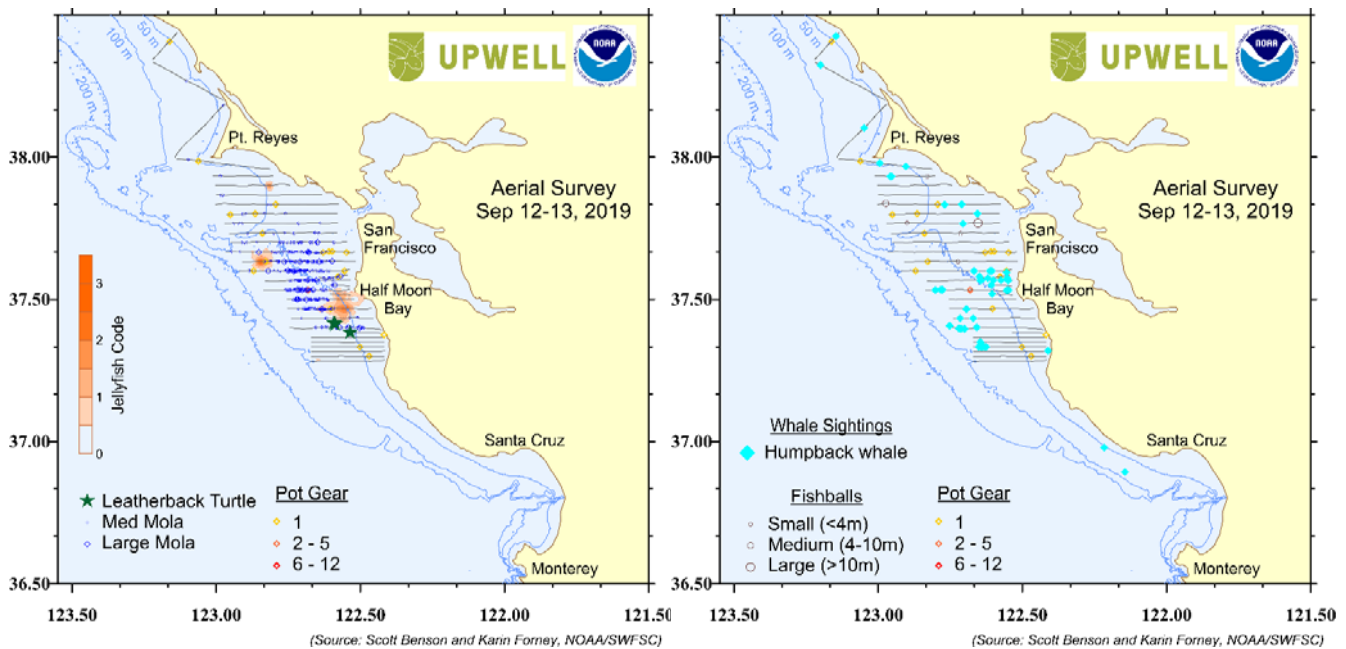 50 m
100 m
200 m
UPWELL
NOAA
Pt. Reyes
38.00
Aerial Survey
Sep 12-13, 2019
San
Francisco
3
2
1
0
Jellyfish Code
37.50
Half Moon
Bay
37.00
Santa Cruz
Leatherback Turtle
Med Mola
Large Mola
Pot Gear
1
2 - 5
6 - 12
36.50
Monterey
123.50
123.00
122.50
122.00
121.50
(Source: Scott Benson and Karin Forney, NOAA/SWFSC)
50 m
100 m
200 m
UPWELL
NOAA
Pt. Reyes
38.00
Aerial Survey
Sep 12-13, 2019
San
Francisco
37.50
Half Moon
Bay
37.00
Santa Cruz
Whale Sightings
Humpback whale
Fishballs
Small (<4m)
Medium (4-10m)
Large (>10m)
Pot Gear
1
2 - 5
6 - 12
36.50
Monterey
123.50
123.00
122.50
122.00
121.50
(Source: Scott Benson and Karin Forney, NOAA/SWFSC)